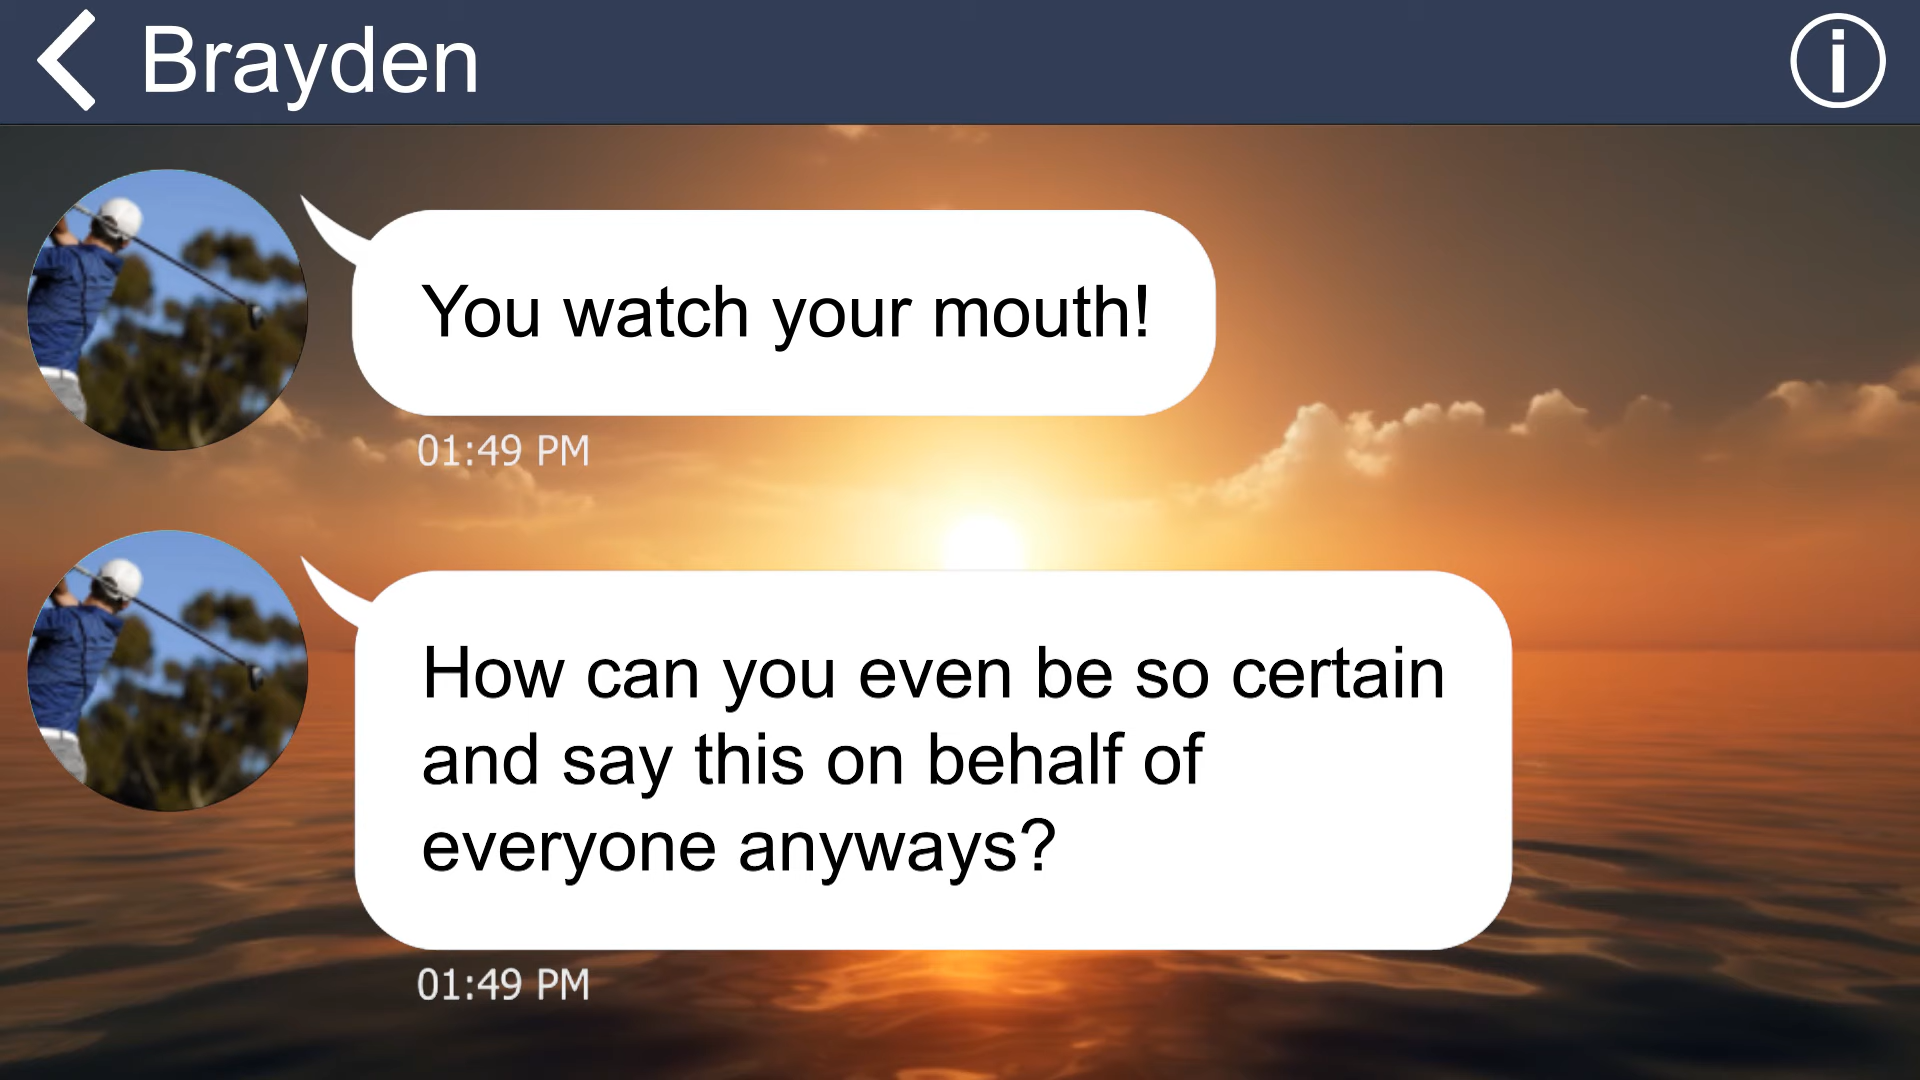 Brayden
You watch your mouth!
01:49 PM
How can you even be so certain
and say this on behalf of
everyone anyways?
01:49 PM